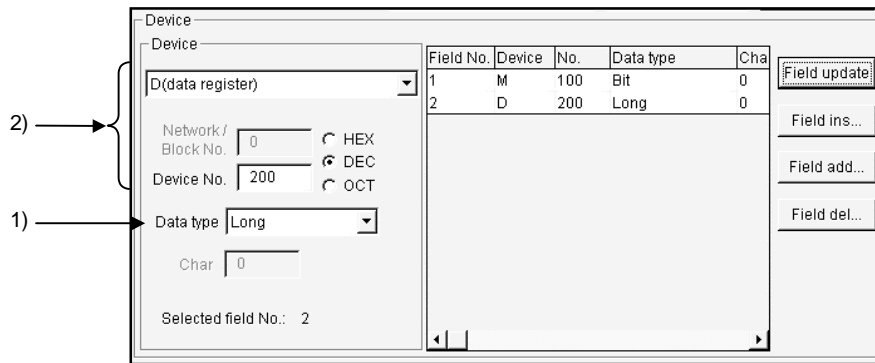 Device
Device
D(data register)
2)
Network / Block No. 0
HEX
DEC
OCT
Device No. 200
1)
Data type Long
Char 0
Selected field No.: 2
Field No. Device No. Data type Cha
1 M 100 Bit 0
2 D 200 Long 0
Field update
Field ins...
Field add...
Field del...